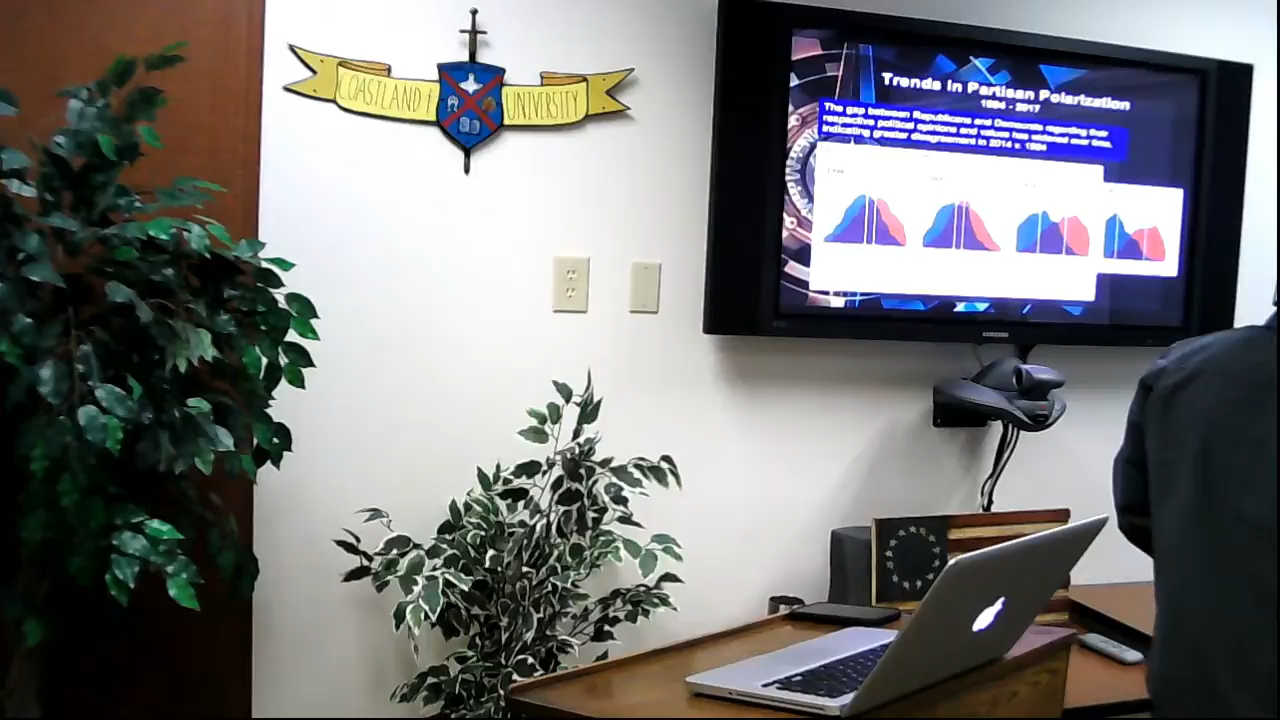 COASTLAND UNIVERSITY
Trends in Partisan Polarization
1994 - 2017
The gap between Republicans and Democrats regarding their
respective political opinions and values has widened over time,
indicating greater disagreement in 2014 v. 1994
SAMSUNG